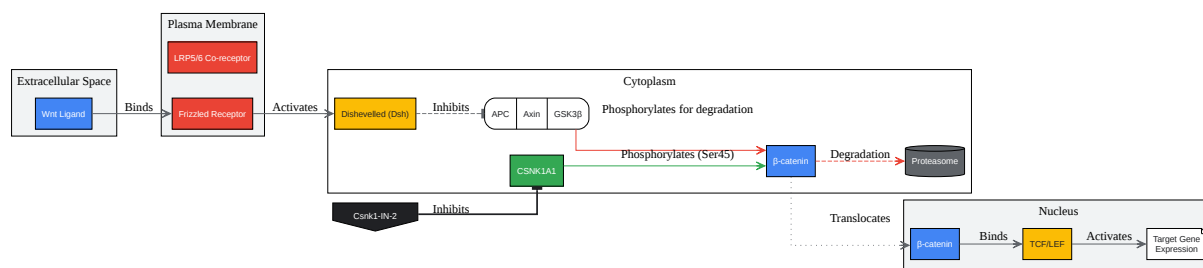 Plasma Membrane
LRP5/6 Co-receptor
Extracellular Space
Cytoplasm
Wnt Ligand
Binds
Frizzled Receptor
Activates
Dishevelled (Dsh)
Inhibits
APC
Axin
GSK3β
Phosphorylates for degradation
Phosphorylates (Ser45)
CSNK1A1
β-catenin
Degradation
Proteasome
Csnk1-IN-2
Inhibits
Translocates
Nucleus
β-catenin
Binds
TCF/LEF
Activates
Target Gene
Expression